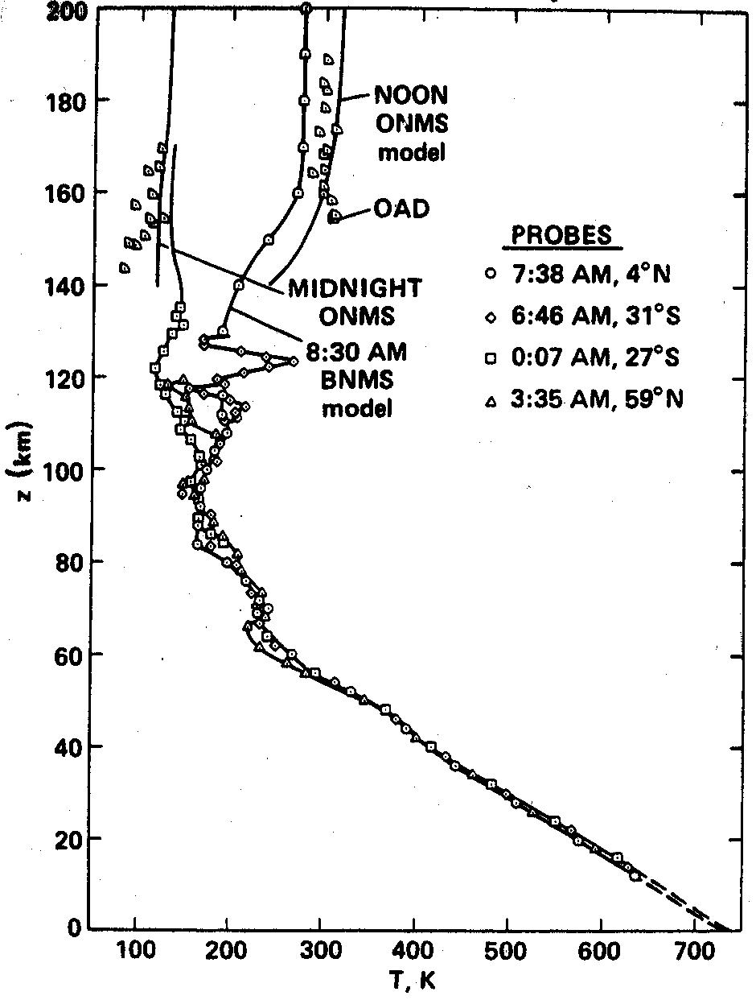 200
180
160
140
120
100
80
60
40
20
0
z (km)
100 200 300 400 500 600 700
T, K
NOON
ONMS
model
OAD
MIDNIGHT
ONMS
8:30 AM
BNMS
model
PROBES
7:38 AM, 4°N
6:46 AM, 31°S
0:07 AM, 27°S
3:35 AM, 59°N